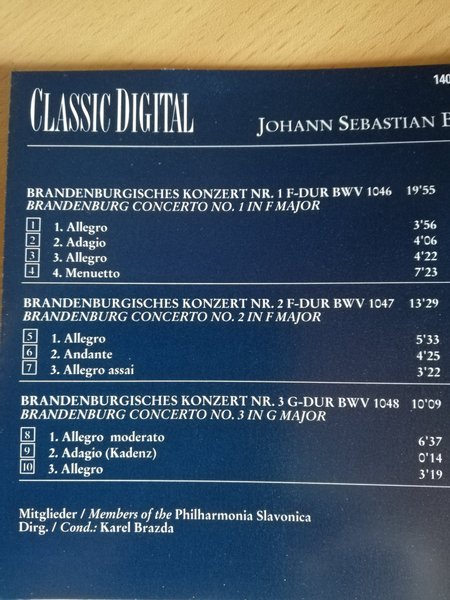 140
CLASSIC DIGITAL
JOHANN SEBASTIAN B
BRANDENBURGISCHES KONZERT NR. 1 F-DUR BWV 1046 19'55
BRANDENBURG CONCERTO NO. 1 IN F MAJOR
1 1. Allegro 3'56
2 2. Adagio 4'06
3 3. Allegro 4'22
4 4. Menuetto 7'23
BRANDENBURGISCHES KONZERT NR. 2 F-DUR BWV 1047 13'29
BRANDENBURG CONCERTO NO. 2 IN F MAJOR
5 1. Allegro 5'33
6 2. Andante 4'25
7 3. Allegro assai 3'22
BRANDENBURGISCHES KONZERT NR. 3 G-DUR BWV 1048 10'09
BRANDENBURG CONCERTO NO. 3 IN G MAJOR
8 1. Allegro moderato 6'37
9 2. Adagio (Kadenz) 0'14
10 3. Allegro 3'19
Mitglieder / Members of the Philharmonia Slavonica
Dirg. / Cond.: Karel Brazda